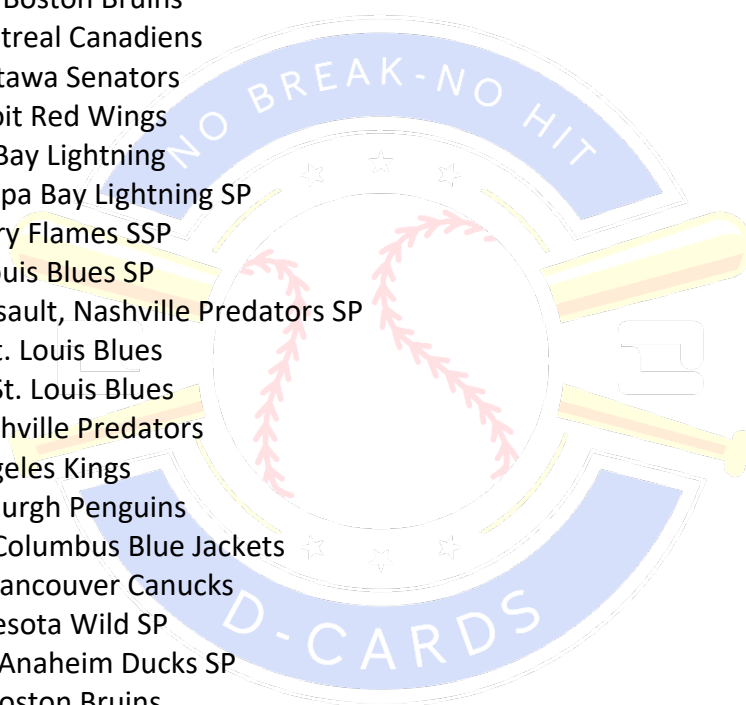 Boston Bruins
treal Canadiens
tawa Senators
oit Red Wings
Bay Lightning
pa Bay Lightning SP
ry Flames SSP
ouis Blues SP
sault, Nashville Predators SP
t. Louis Blues
St. Louis Blues
hville Predators
geles Kings
urgh Penguins
Columbus Blue Jackets
ancouver Canucks
esota Wild SP
Anaheim Ducks SP
oston Bruins
NO BREAK-NO HIT
D-CARDS